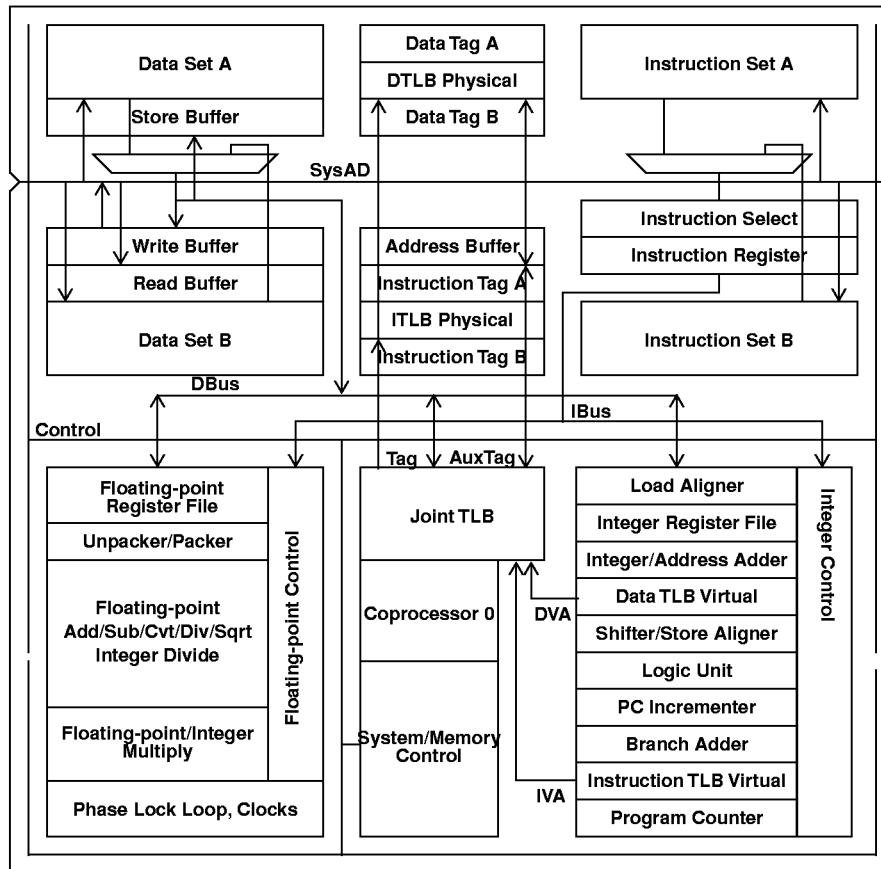 Data Set A
Store Buffer
Data Tag A
DTLB Physical
Data Tag B
Instruction Set A
SysAD
Write Buffer
Read Buffer
Data Set B
Address Buffer
Instruction Tag A
ITLB Physical
Instruction Tag B
Instruction Select
Instruction Register
Instruction Set B
DBus
IBus
Control
Tag
AuxTag
Floating-point
Register File
Unpacker/Packer
Floating-point
Add/Sub/Cvt/Div/Sqrt
Integer Divide
Floating-point/Integer
Multiply
Phase Lock Loop, Clocks
Floating-point Control
Joint TLB
Coprocessor 0
System/Memory
Control
DVA
IVA
Load Aligner
Integer Register File
Integer/Address Adder
Data TLB Virtual
Shifter/Store Aligner
Logic Unit
PC Incrementer
Branch Adder
Instruction TLB Virtual
Program Counter
Integer Control